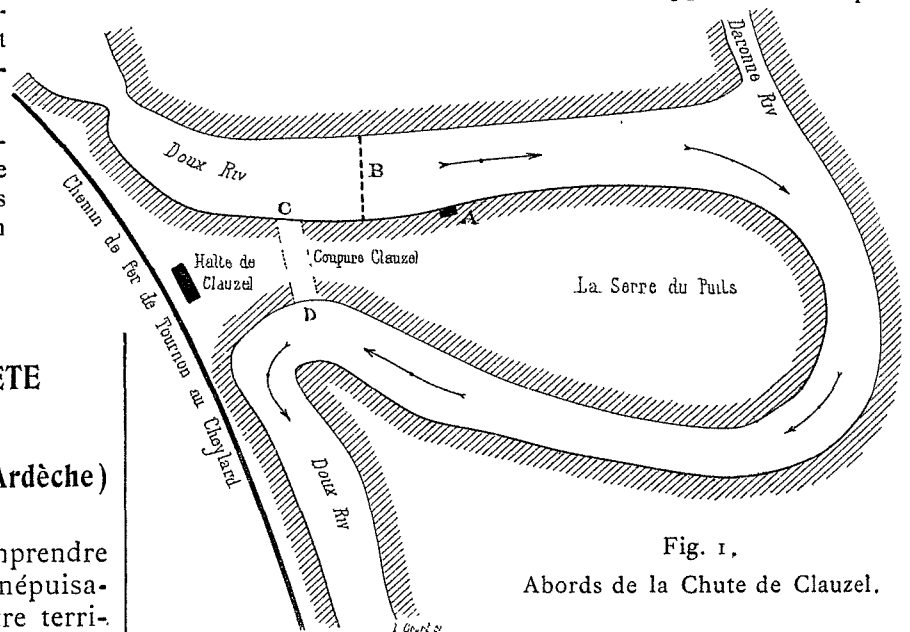 t
e
s
n
ETE
Ardèche)
nprendre
népuisa-
tre terri-
Daronne Riv
Doux Riv
B
C
A
Coupure Clauzel
Halte de
Clauzel
La Serre du Puits
D
Chemin de fer de Tournon au Cheylard
Doux Riv
Fig. 1.
Abords de la Chute de Clauzel.